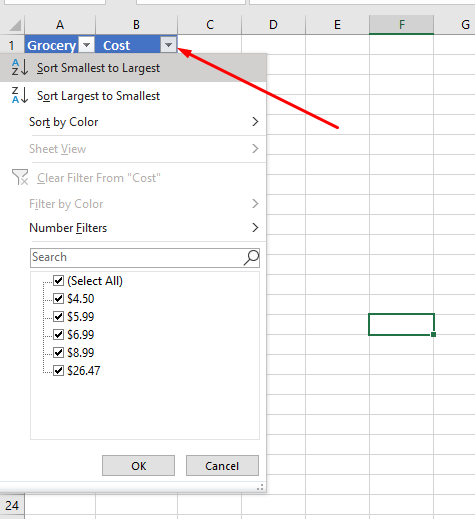 A B C D E F G
1 Grocery Cost
Sort Smallest to Largest
Sort Largest to Smallest
Sort by Color
Sheet View
Clear Filter From "Cost"
Filter by Color
Number Filters
Search
(Select All)
$4.50
$5.99
$6.99
$8.99
$26.47
OK Cancel
24